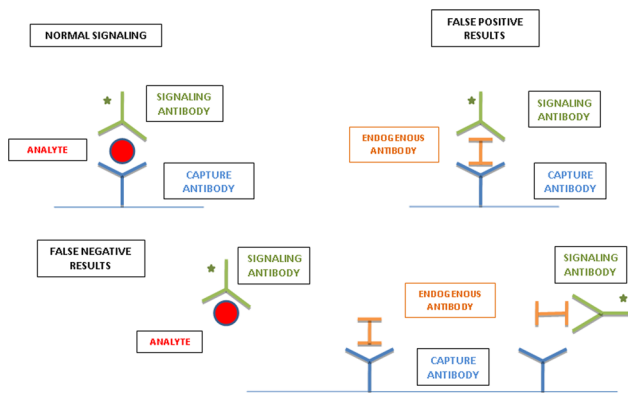 NORMAL SIGNALING
SIGNALING
ANTIBODY
ANALYTE
CAPTURE
ANTIBODY
FALSE POSITIVE
RESULTS
SIGNALING
ANTIBODY
ENDOGENOUS
ANTIBODY
CAPTURE
ANTIBODY
FALSE NEGATIVE
RESULTS
SIGNALING
ANTIBODY
ANALYTE
ENDOGENOUS
ANTIBODY
SIGNALING
ANTIBODY
CAPTURE
ANTIBODY